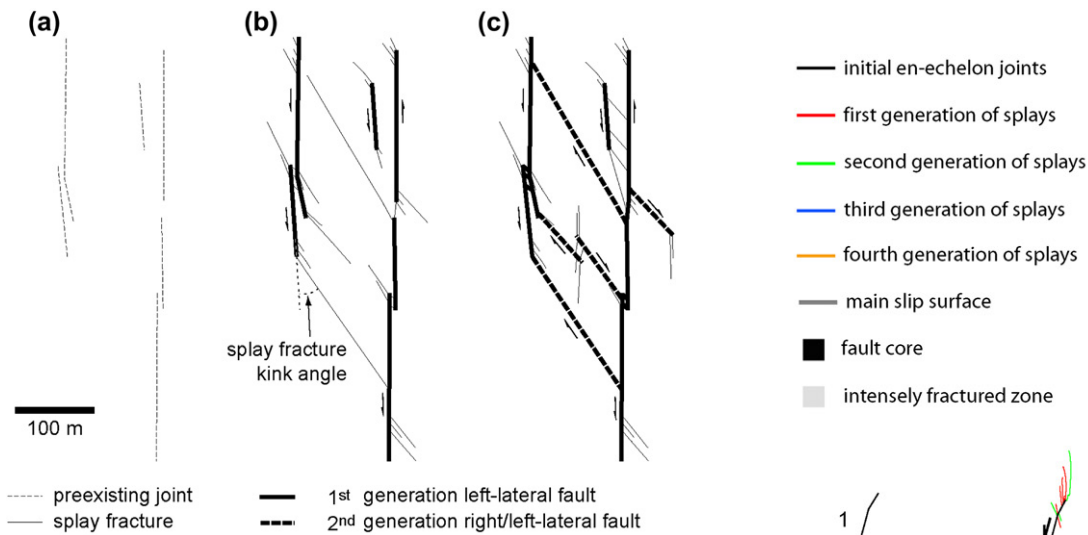 (a)
(b)
(c)
splay fracture
kink angle
100 m
preexisting joint
splay fracture
1st generation left-lateral fault
2nd generation right/left-lateral fault
initial en-echelon joints
first generation of splays
second generation of splays
third generation of splays
fourth generation of splays
main slip surface
fault core
intensely fractured zone
1